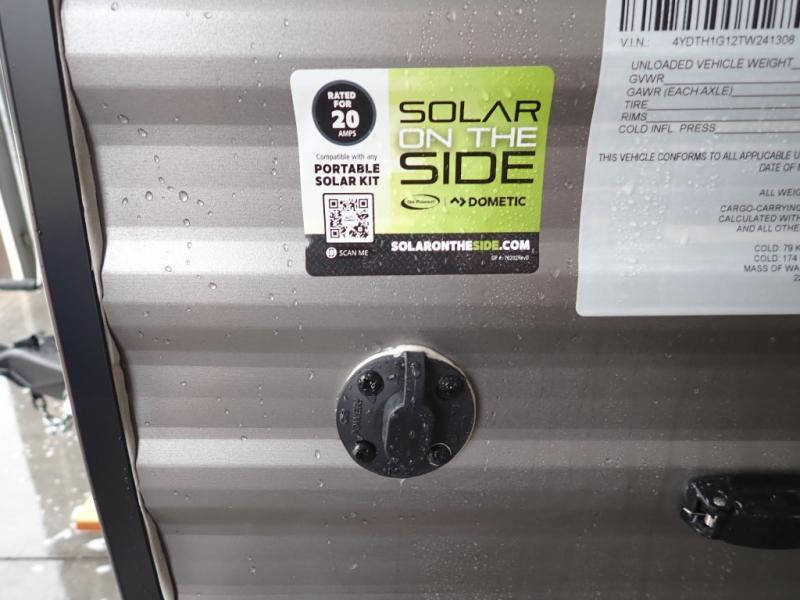 RATED
FOR
20
AMPS
Compatible with any
PORTABLE
SOLAR KIT
SCAN ME
SOLAR
ON THE
SIDE
Go Power!
DOMETIC
SOLARONTHESIDE.COM
V.I.N.: 4YDTH1G12TW241308
UNLOADED VEHICLE WEIGHT
GVWR
GAWR (EACH AXLE)
TIRE
RIMS
COLD INFL. PRESS
THIS VEHICLE CONFORMS TO ALL APPLICABLE
DATE OF
ALL
CARGO-CARRYING
CALCULATED WITH
AND ALL OTHE
COLD: 79 K
COLD: 174
MASS OF WA